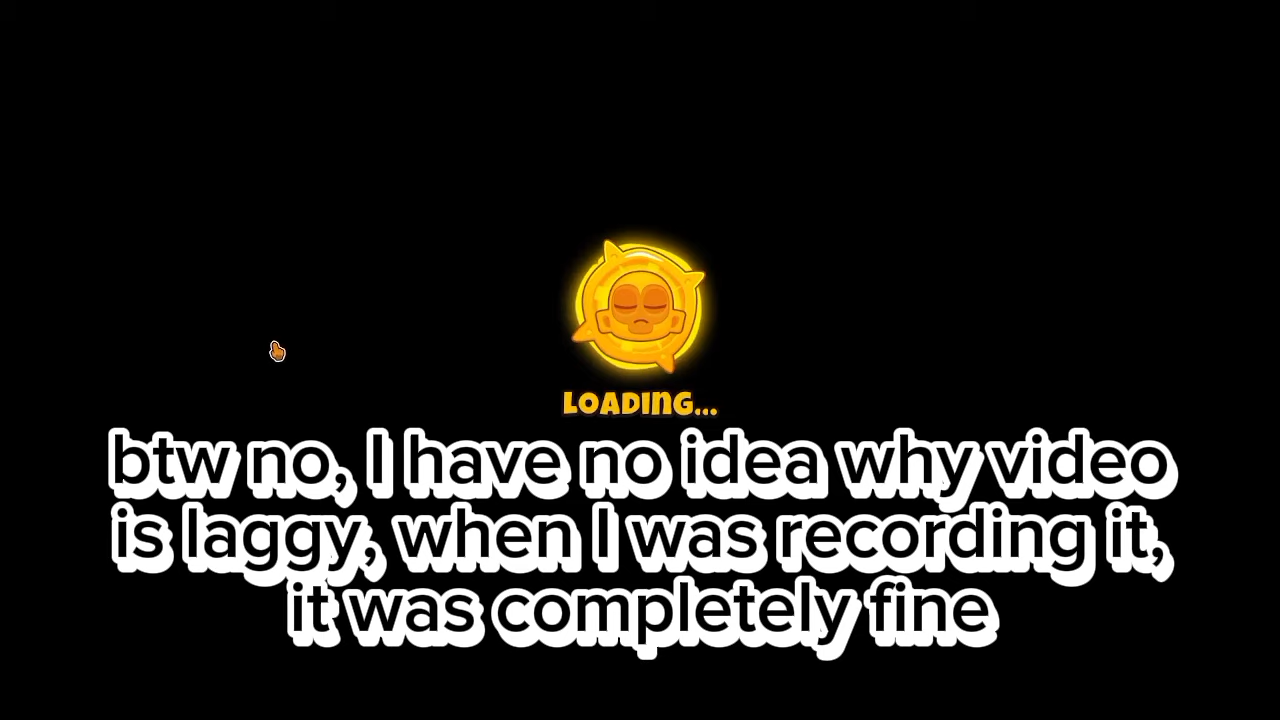 LOADING...
btw no, I have no idea why video
is laggy, when I was recording it,
it was completely fine